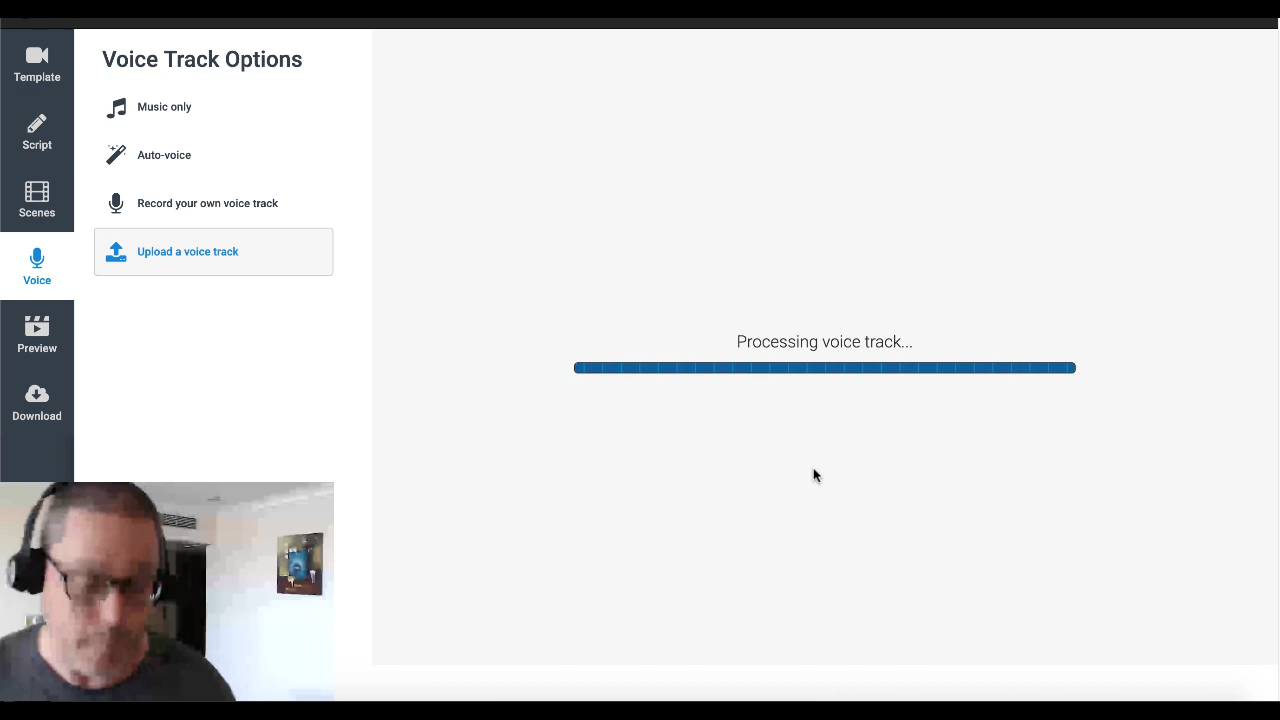 Template
Script
Scenes
Voice
Preview
Download
Voice Track Options
Music only
Auto-voice
Record your own voice track
Upload a voice track
Processing voice track...